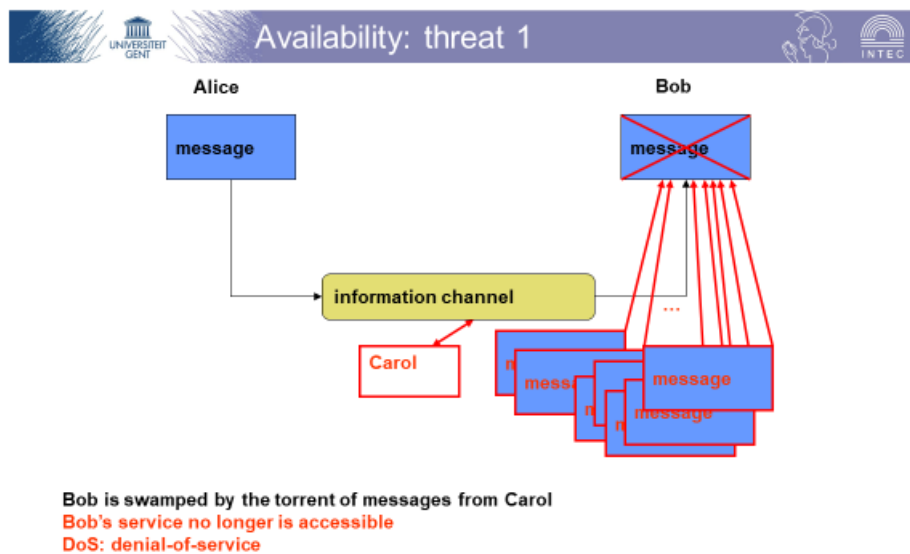 UNIVERSITEIT
GENT
Availability: threat 1
INTEC
Alice
Bob
message
message
information channel
...
Carol
message
message
message
Bob is swamped by the torrent of messages from Carol
Bob's service no longer is accessible
DoS: denial-of-service